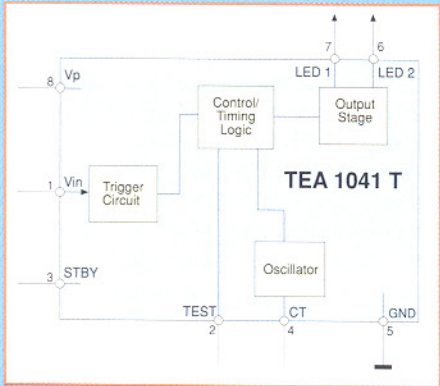 7 6
LED 1 LED 2
8 Vp
Control/
Timing
Logic
Output
Stage
TEA 1041 T
1 Vin
Trigger
Circuit
Oscillator
3 STBY
TEST CT GND
2 4 5